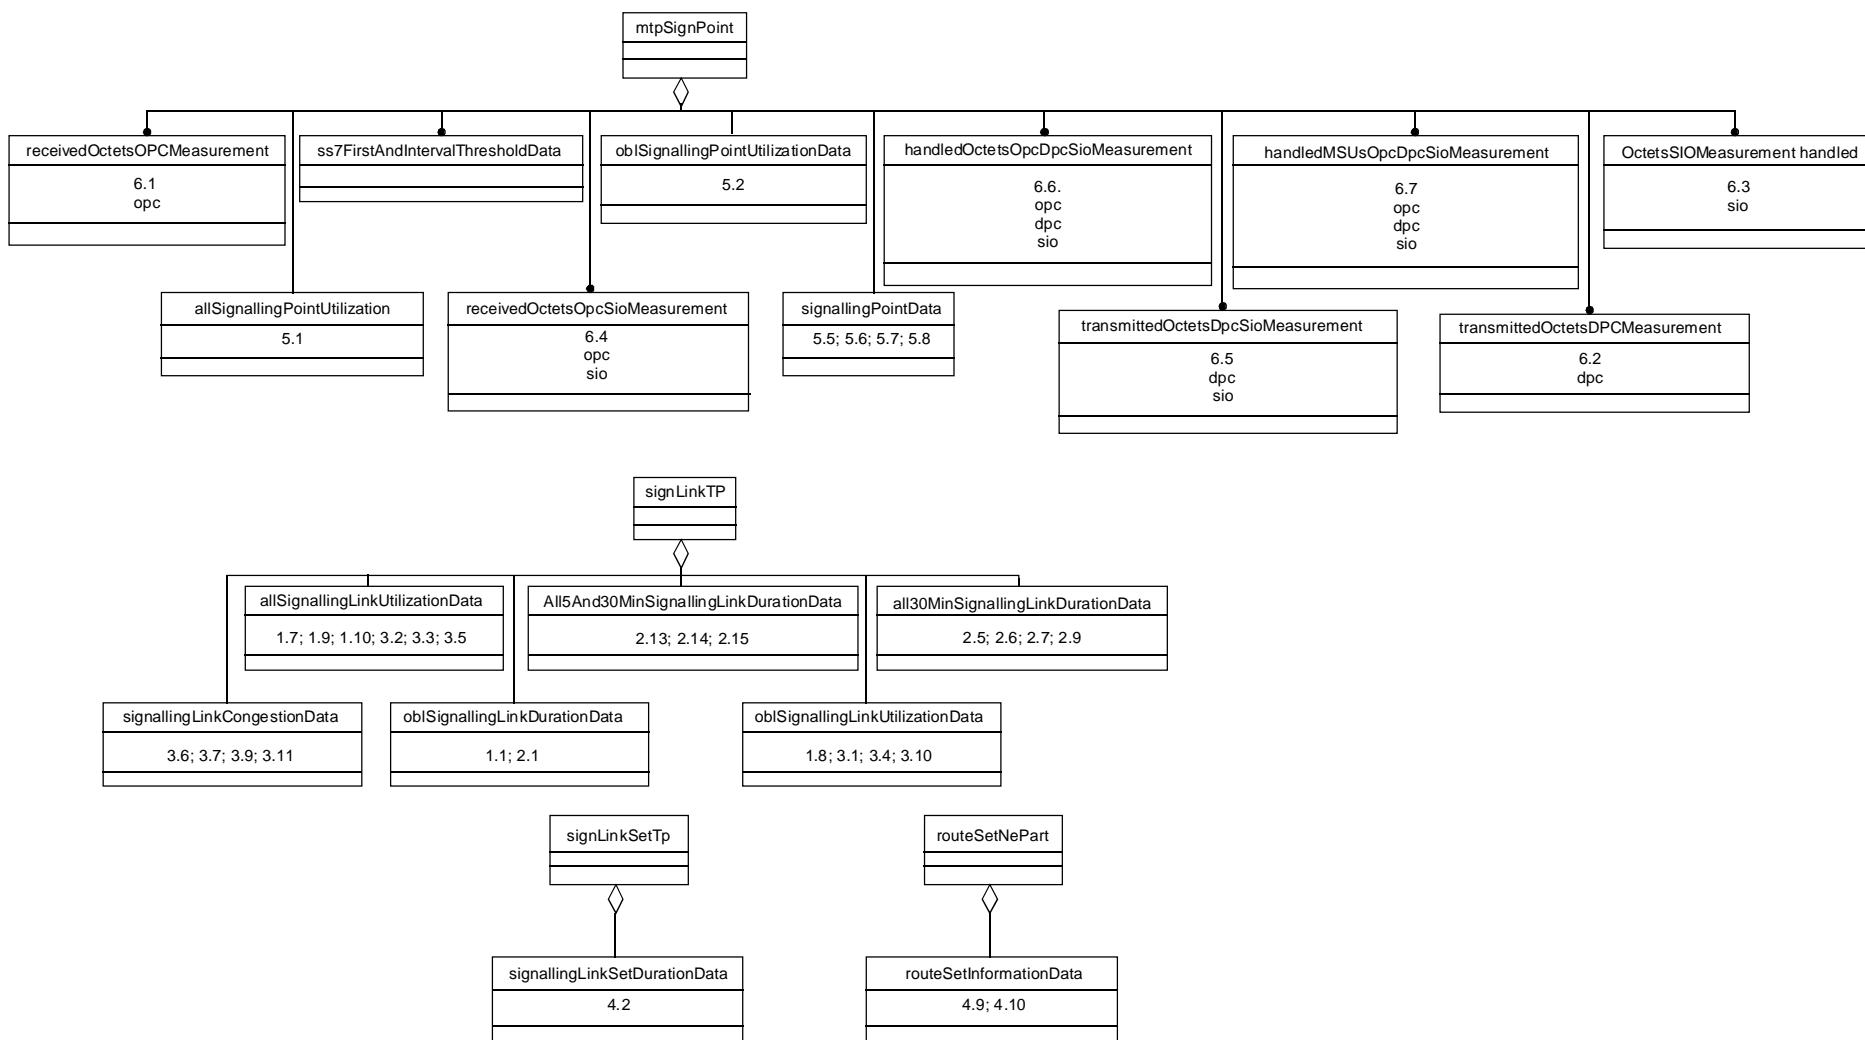 mtpSignPoint
receivedOctetsOPCMeasurement
6.1
opc
ss7FirstAndIntervalThresholdData
oblSignallingPointUtilizationData
5.2
handledOctetsOpcDpcSioMeasurement
6.6.
opc
dpc
sio
handledMSUsOpcDpcSioMeasurement
6.7
opc
dpc
sio
OctetsSIOMeasurement handled
6.3
sio
allSignallingPointUtilization
5.1
receivedOctetsOpcSioMeasurement
6.4
opc
sio
signallingPointData
5.5; 5.6; 5.7; 5.8
transmittedOctetsDpcSioMeasurement
6.5
dpc
sio
transmittedOctetsDPCMeasurement
6.2
dpc
signLinkTP
allSignallingLinkUtilizationData
1.7; 1.9; 1.10; 3.2; 3.3; 3.5
All5And30MinSignallingLinkDurationData
2.13; 2.14; 2.15
all30MinSignallingLinkDurationData
2.5; 2.6; 2.7; 2.9
signallingLinkCongestionData
3.6; 3.7; 3.9; 3.11
oblSignallingLinkDurationData
1.1; 2.1
oblSignallingLinkUtilizationData
1.8; 3.1; 3.4; 3.10
signLinkSetTp
routeSetNePart
signallingLinkSetDurationData
4.2
routeSetInformationData
4.9; 4.10